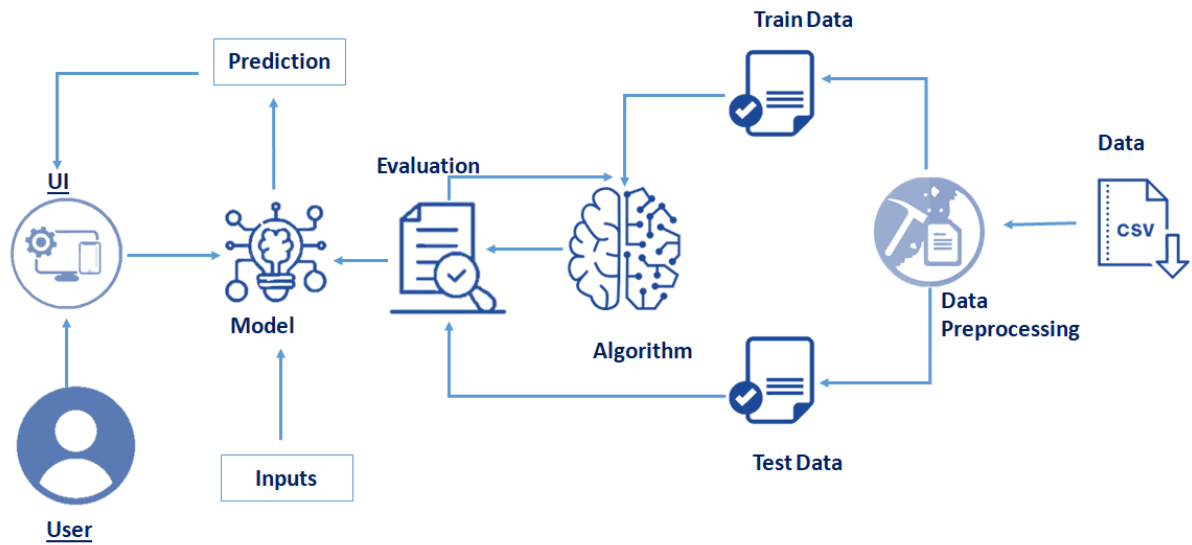 Train Data
Prediction
Data
Evaluation
UI
CSV
Data
Preprocessing
Model
Algorithm
Test Data
Inputs
User